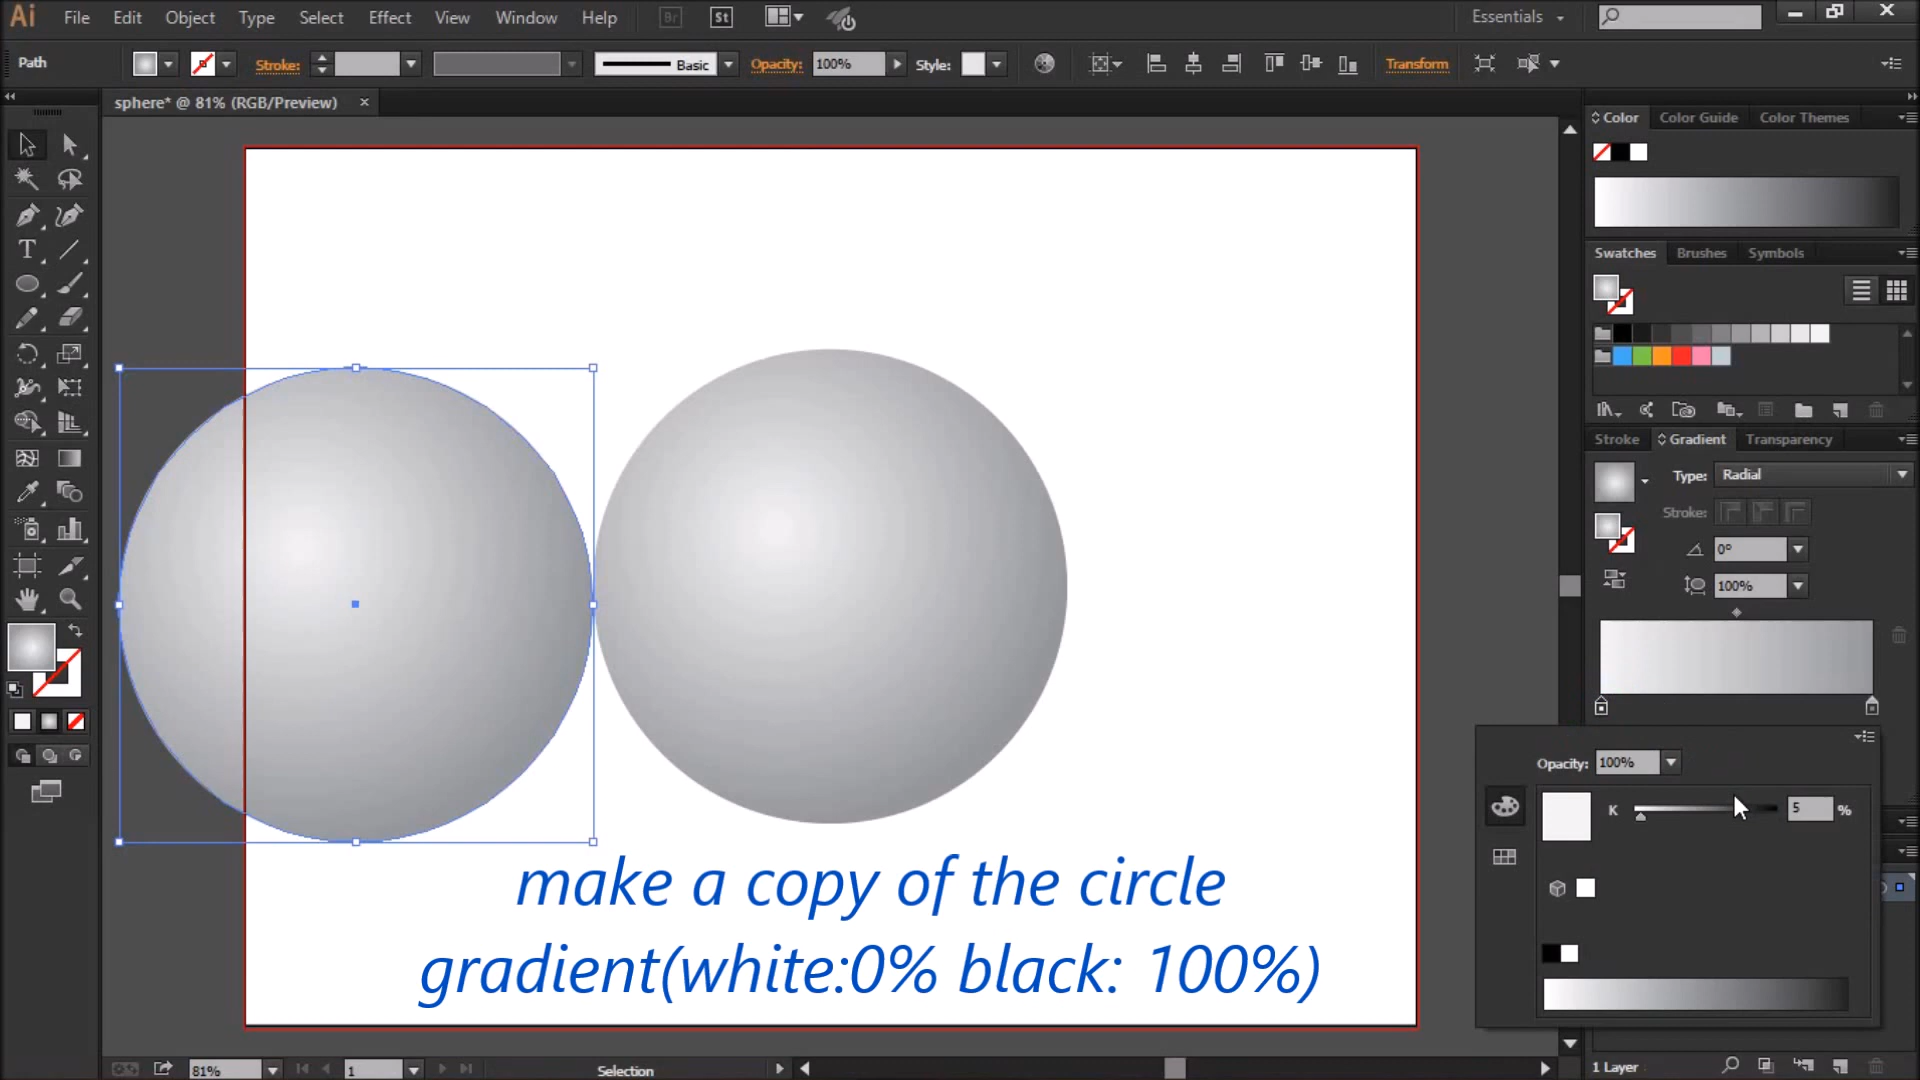 Ai File Edit Object Type Select Effect View Window Help Br St Essentials
Path Stroke: Basic Opacity: 100% Style: Transform
sphere* @ 81% (RGB/Preview) ×
Color Color Guide Color Themes
Swatches Brushes Symbols
Stroke Gradient Transparency
Type: Radial
Stroke:
0°
100%
Opacity: 100%
K 5 %
make a copy of the circle
gradient(white:0% black: 100%)
81% 1 Selection 1 Layer